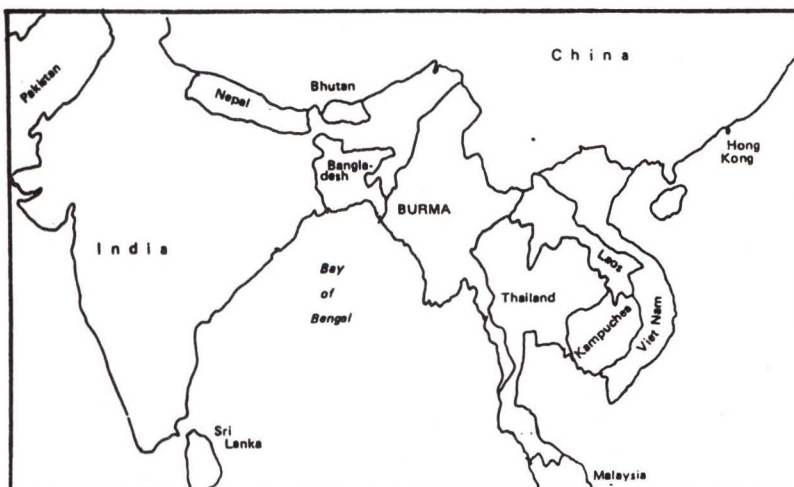 China
Pakistan
Nepal
Bhutan
Bangla-
desh
Hong
Kong
BURMA
India
Bay
of
Bengal
Laos
Thailand
Kampuchea
Viet Nam
Sri
Lanka
Malaysia